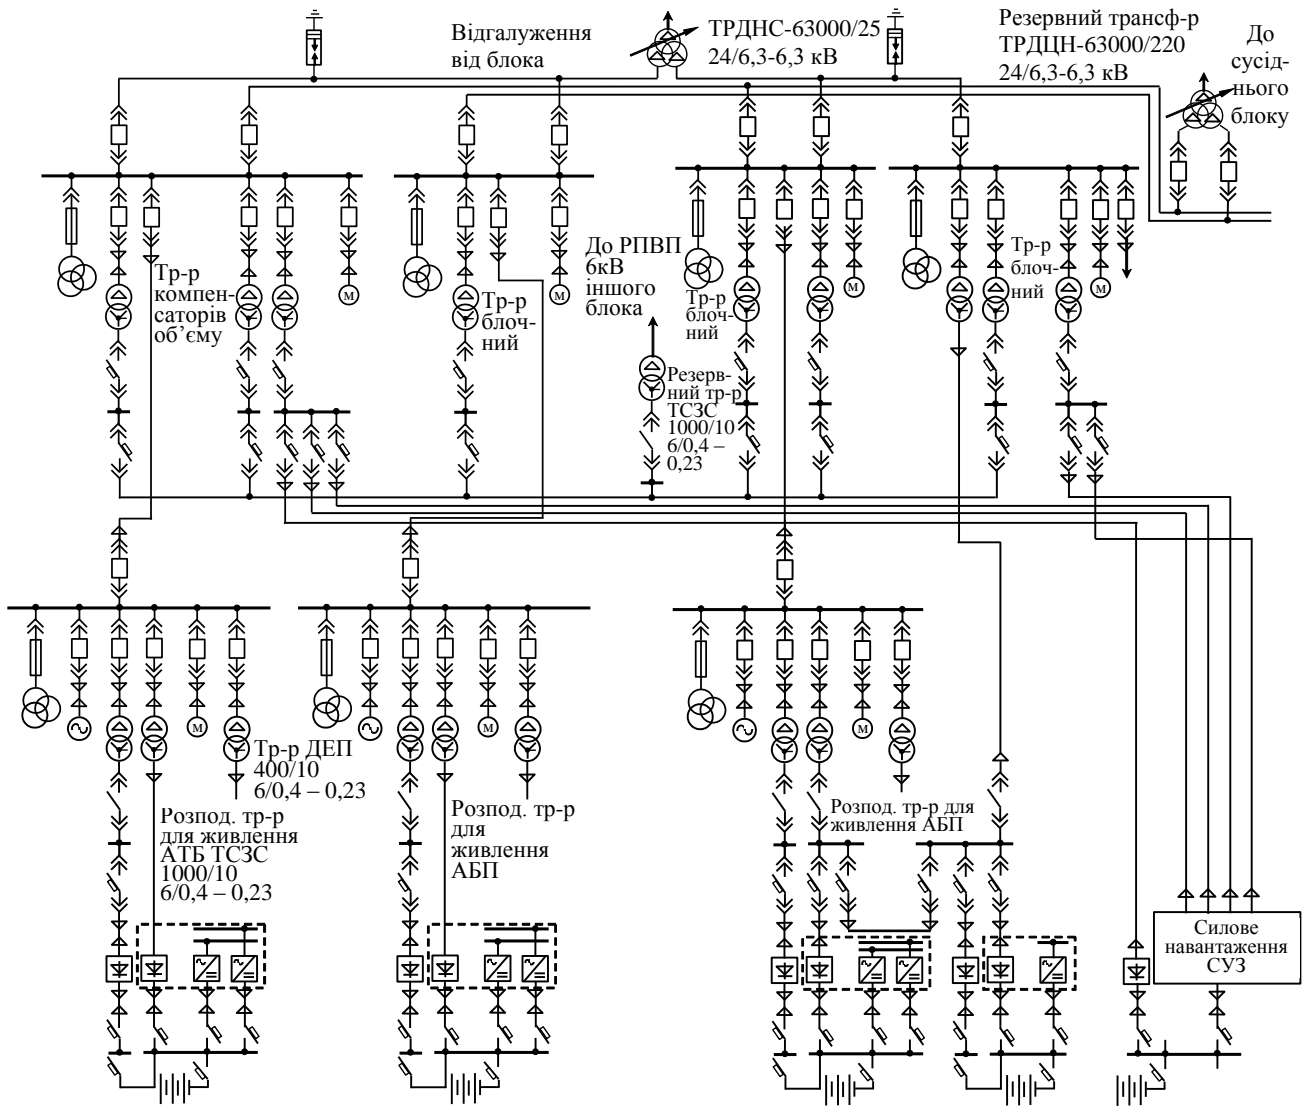 Відгалуження
від блока
ТРДНС-63000/25
24/6,3-6,3 кВ
Резервний трансф-р
ТРДЦН-63000/220
24/6,3-6,3 кВ
До
сусід-
нього
блоку
Тр-р
компен-
саторів
об’єму
М
Тр-р
блоч-
ний
М
До РПВП
6кВ
іншого
блока
Тр-р
блоч-
ний
М
Тр-р
блоч-
ний
М
Резерв-
ний тр-р
ТСЗС
1000/10
6/0,4 –
0,23
М
Тр-р ДЕП
400/10
6/0,4 – 0,23
М
М
Розпод. тр-р
для живлення
АТБ ТСЗС
1000/10
6/0,4 – 0,23
Розпод. тр-р
для
живлення
АБП
Розпод. тр-р для
живлення АБП
Силове
навантаження
СУЗ